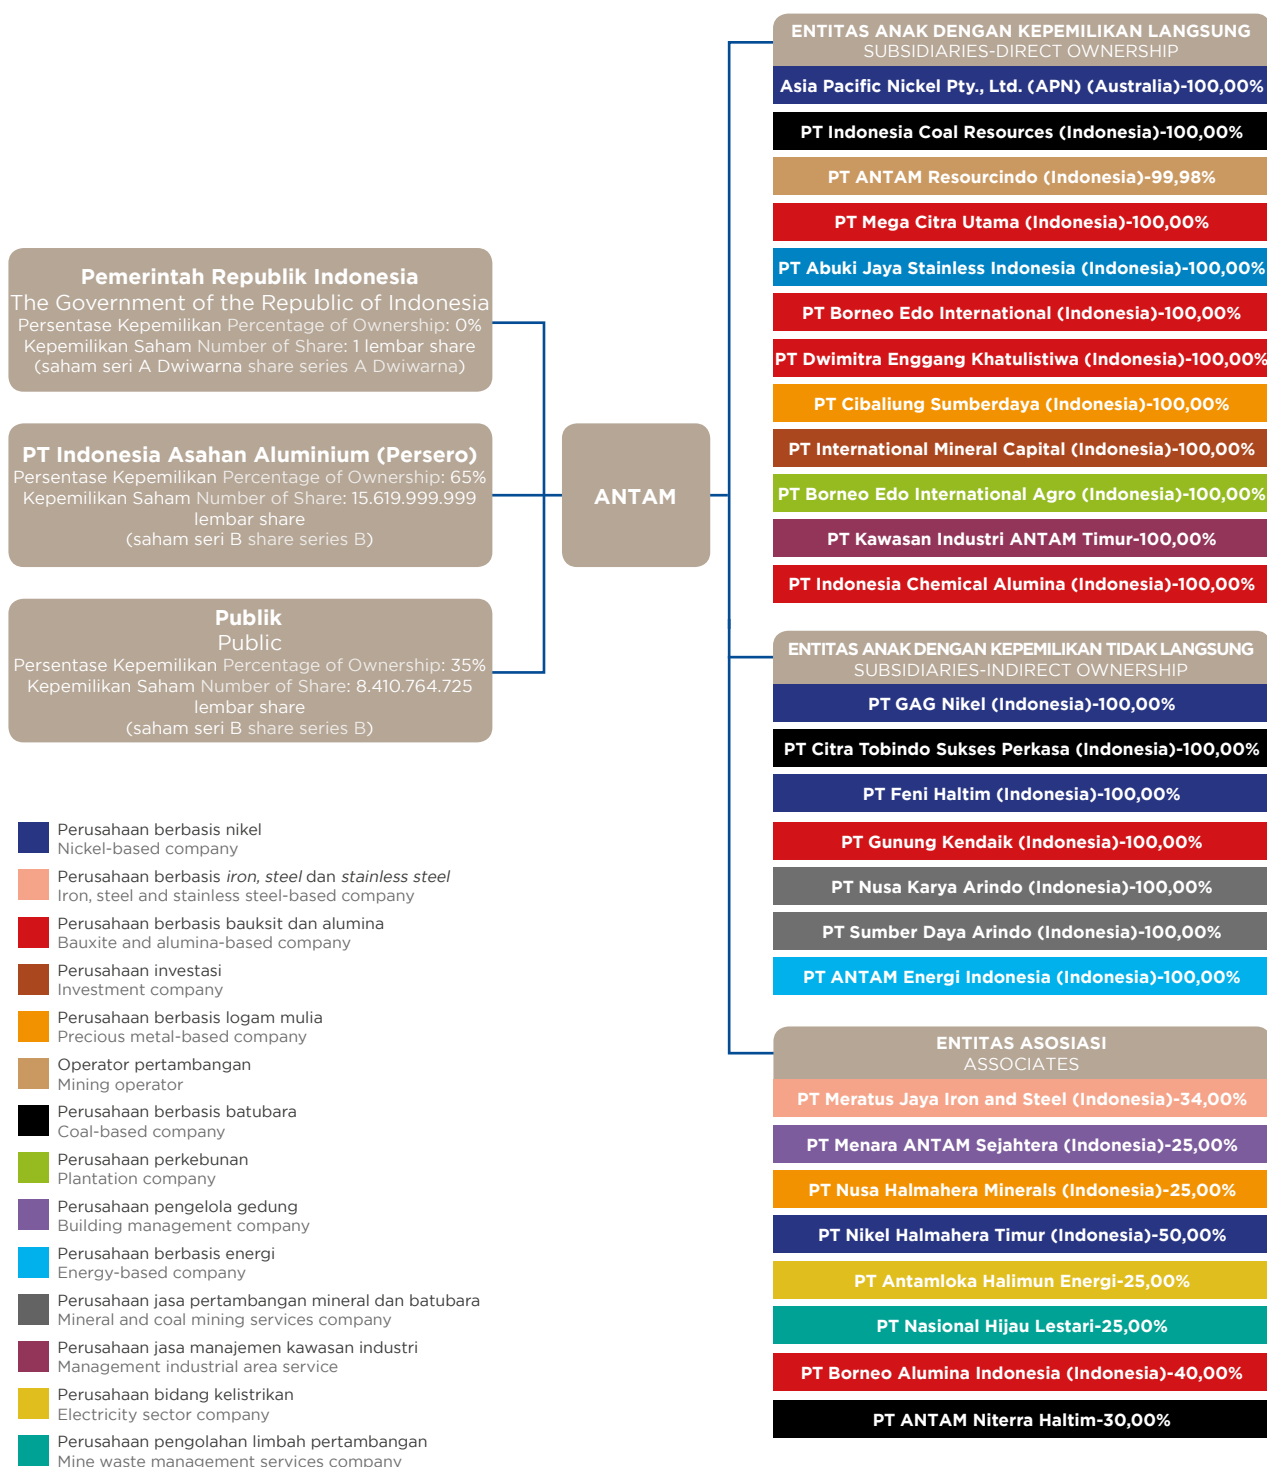 Pemerintah Republik Indonesia
The Government of the Republic of Indonesia
Persentase Kepemilikan Percentage of Ownership: 0%
Kepemilikan Saham Number of Share: 1 lembar share
(saham seri A Dwiwarna share series A Dwiwarna)
PT Indonesia Asahan Aluminium (Persero)
Persentase Kepemilikan Percentage of Ownership: 65%
Kepemilikan Saham Number of Share: 15.619.999.999
lembar share
(saham seri B share series B)
Publik
Public
Persentase Kepemilikan Percentage of Ownership: 35%
Kepemilikan Saham Number of Share: 8.410.764.725
lembar share
(saham seri B share series B)
ANTAM
ENTITAS ANAK DENGAN KEPEMILIKAN LANGSUNG
SUBSIDIARIES-DIRECT OWNERSHIP
Asia Pacific Nickel Pty., Ltd. (APN) (Australia)-100,00%
PT Indonesia Coal Resources (Indonesia)-100,00%
PT ANTAM Resourcindo (Indonesia)-99,98%
PT Mega Citra Utama (Indonesia)-100,00%
PT Abuki Jaya Stainless Indonesia (Indonesia)-100,00%
PT Borneo Edo International (Indonesia)-100,00%
PT Dwimitra Enggang Khatulistiwa (Indonesia)-100,00%
PT Cibaliung Sumberdaya (Indonesia)-100,00%
PT International Mineral Capital (Indonesia)-100,00%
PT Borneo Edo International Agro (Indonesia)-100,00%
PT Kawasan Industri ANTAM Timur-100,00%
PT Indonesia Chemical Alumina (Indonesia)-100,00%
ENTITAS ANAK DENGAN KEPEMILIKAN TIDAK LANGSUNG
SUBSIDIARIES-INDIRECT OWNERSHIP
PT GAG Nikel (Indonesia)-100,00%
PT Citra Tobindo Sukses Perkasa (Indonesia)-100,00%
PT Feni Haltim (Indonesia)-100,00%
PT Gunung Kendaik (Indonesia)-100,00%
PT Nusa Karya Arindo (Indonesia)-100,00%
PT Sumber Daya Arindo (Indonesia)-100,00%
PT ANTAM Energi Indonesia (Indonesia)-100,00%
ENTITAS ASOSIASI
ASSOCIATES
PT Meratus Jaya Iron and Steel (Indonesia)-34,00%
PT Menara ANTAM Sejahtera (Indonesia)-25,00%
PT Nusa Halmahera Minerals (Indonesia)-25,00%
PT Nikel Halmahera Timur (Indonesia)-50,00%
PT Antamloka Halimun Energi-25,00%
PT Nasional Hijau Lestari-25,00%
PT Borneo Alumina Indonesia (Indonesia)-40,00%
PT ANTAM Niterra Haltim-30,00%
Perusahaan berbasis nikel
Nickel-based company
Perusahaan berbasis iron, steel dan stainless steel
Iron, steel and stainless steel-based company
Perusahaan berbasis bauksit dan alumina
Bauxite and alumina-based company
Perusahaan investasi
Investment company
Perusahaan berbasis logam mulia
Precious metal-based company
Operator pertambangan
Mining operator
Perusahaan berbasis batubara
Coal-based company
Perusahaan perkebunan
Plantation company
Perusahaan pengelola gedung
Building management company
Perusahaan berbasis energi
Energy-based company
Perusahaan jasa pertambangan mineral dan batubara
Mineral and coal mining services company
Perusahaan jasa manajemen kawasan industri
Management industrial area service
Perusahaan bidang kelistrikan
Electricity sector company
Perusahaan pengolahan limbah pertambangan
Mine waste management services company